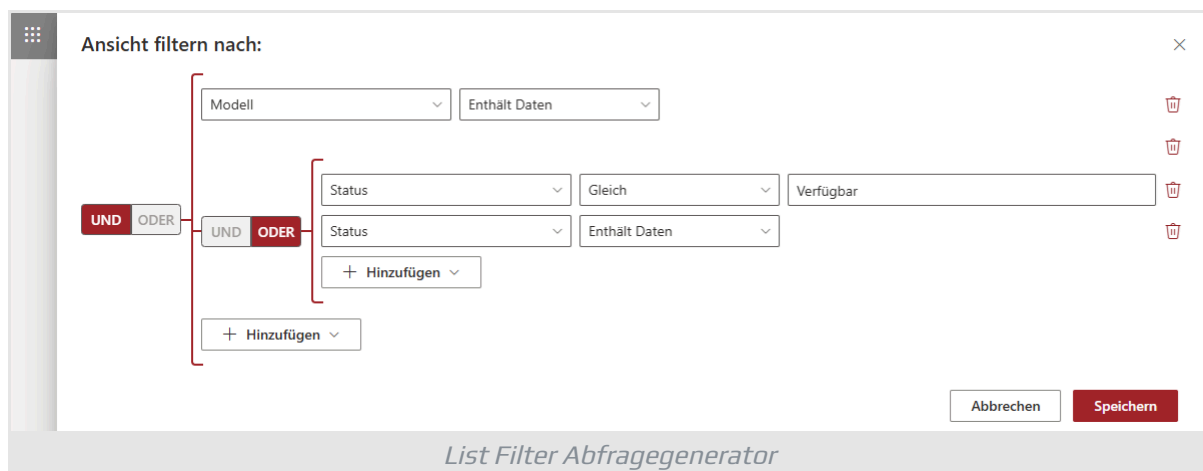 Ansicht filtern nach:
Modell Enthält Daten
Status Gleich Verfügbar
UND ODER
UND ODER Status Enthält Daten
Hinzufügen
Hinzufügen
Abbrechen Speichern
List Filter Abfragegenerator